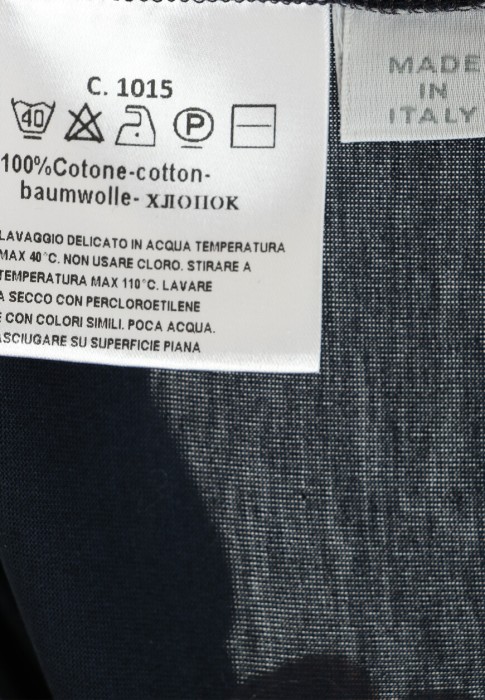 C. 1015
40
P
100%Cotone-cotton-
baumwolle- хлопок
LAVAGGIO DELICATO IN ACQUA TEMPERATURA
MAX 40°C. NON USARE CLORO. STIRARE A
TEMPERATURA MAX 110°C. LAVARE
A SECCO CON PERCLOROETILENE
E CON COLORI SIMILI. POCA ACQUA.
ASCIUGARE SU SUPERFICIE PIANA
MADE
IN
ITALY